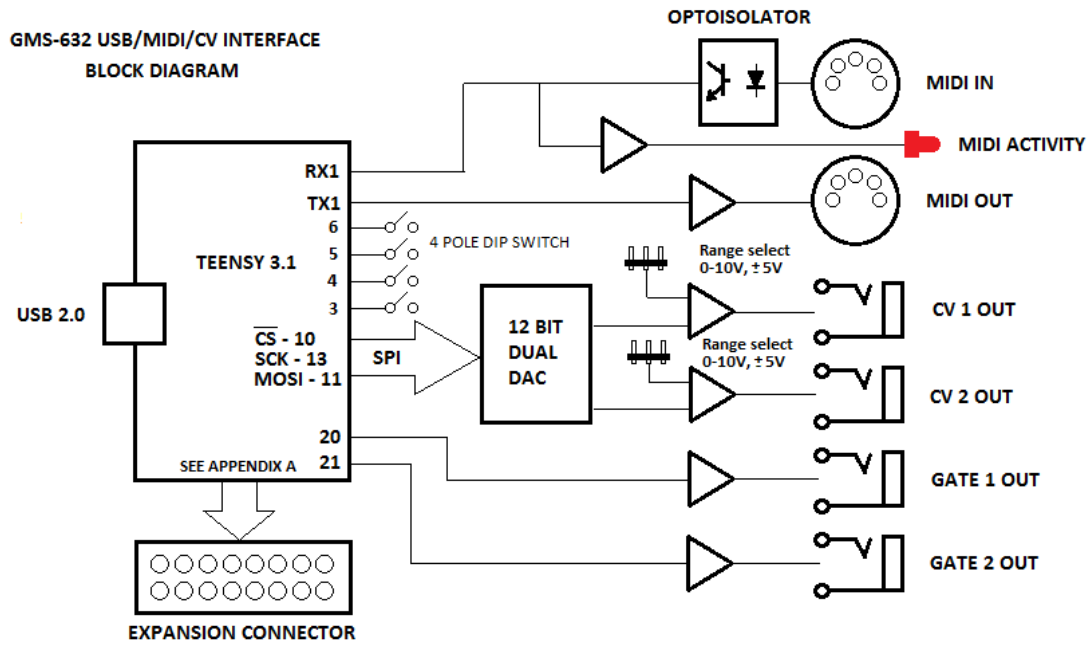 OPTOISOLATOR
GMS-632 USB/MIDI/CV INTERFACE
BLOCK DIAGRAM
MIDI IN
MIDI ACTIVITY
RX1
TX1
MIDI OUT
6
5
4
3
4 POLE DIP SWITCH
TEENSY 3.1
USB 2.0
Range select
0-10V, ±5V
CV 1 OUT
12 BIT
DUAL
DAC
CS - 10
SCK - 13
MOSI - 11
SPI
Range select
0-10V, ±5V
CV 2 OUT
20
21
SEE APPENDIX A
GATE 1 OUT
GATE 2 OUT
EXPANSION CONNECTOR